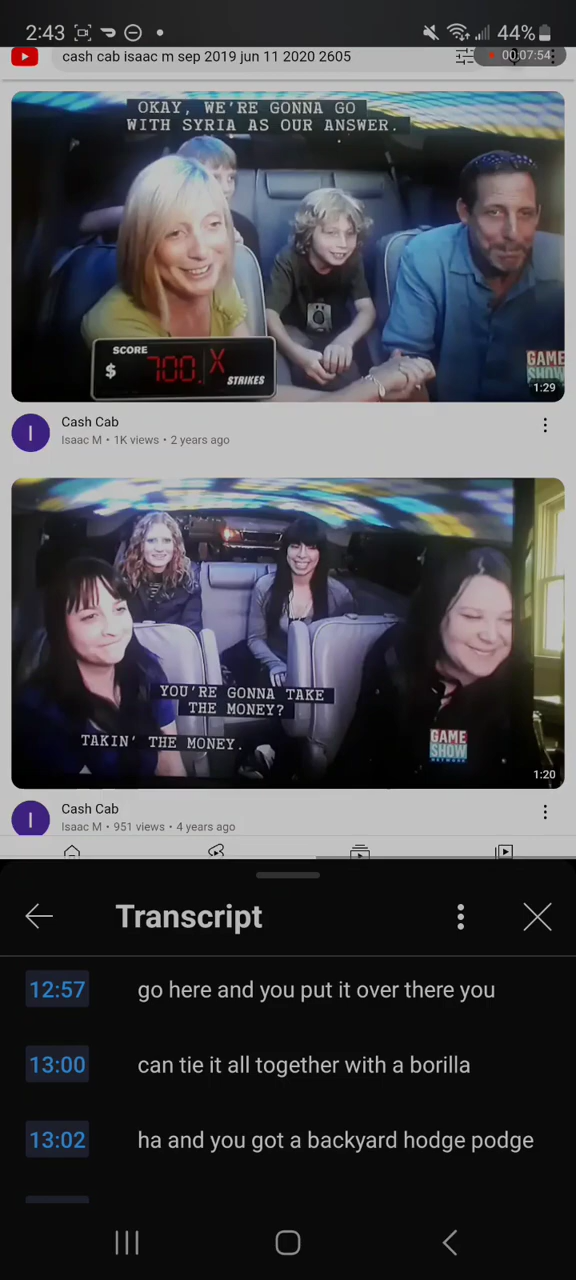 2:43
44%
cash cab isaac m sep 2019 jun 11 2020 2605
00:07:54
OKAY, WE'RE GONNA GO
WITH SYRIA AS OUR ANSWER.
SCORE
$ 700. X
STRIKES
GAME
SHOW
1:29
I
Cash Cab
Isaac M • 1K views • 2 years ago
YOU'RE GONNA TAKE
THE MONEY?
TAKIN' THE MONEY.
GAME
SHOW
NETWORK
1:20
I
Cash Cab
Isaac M • 951 views • 4 years ago
Transcript
12:57 go here and you put it over there you
13:00 can tie it all together with a borilla
13:02 ha and you got a backyard hodge podge